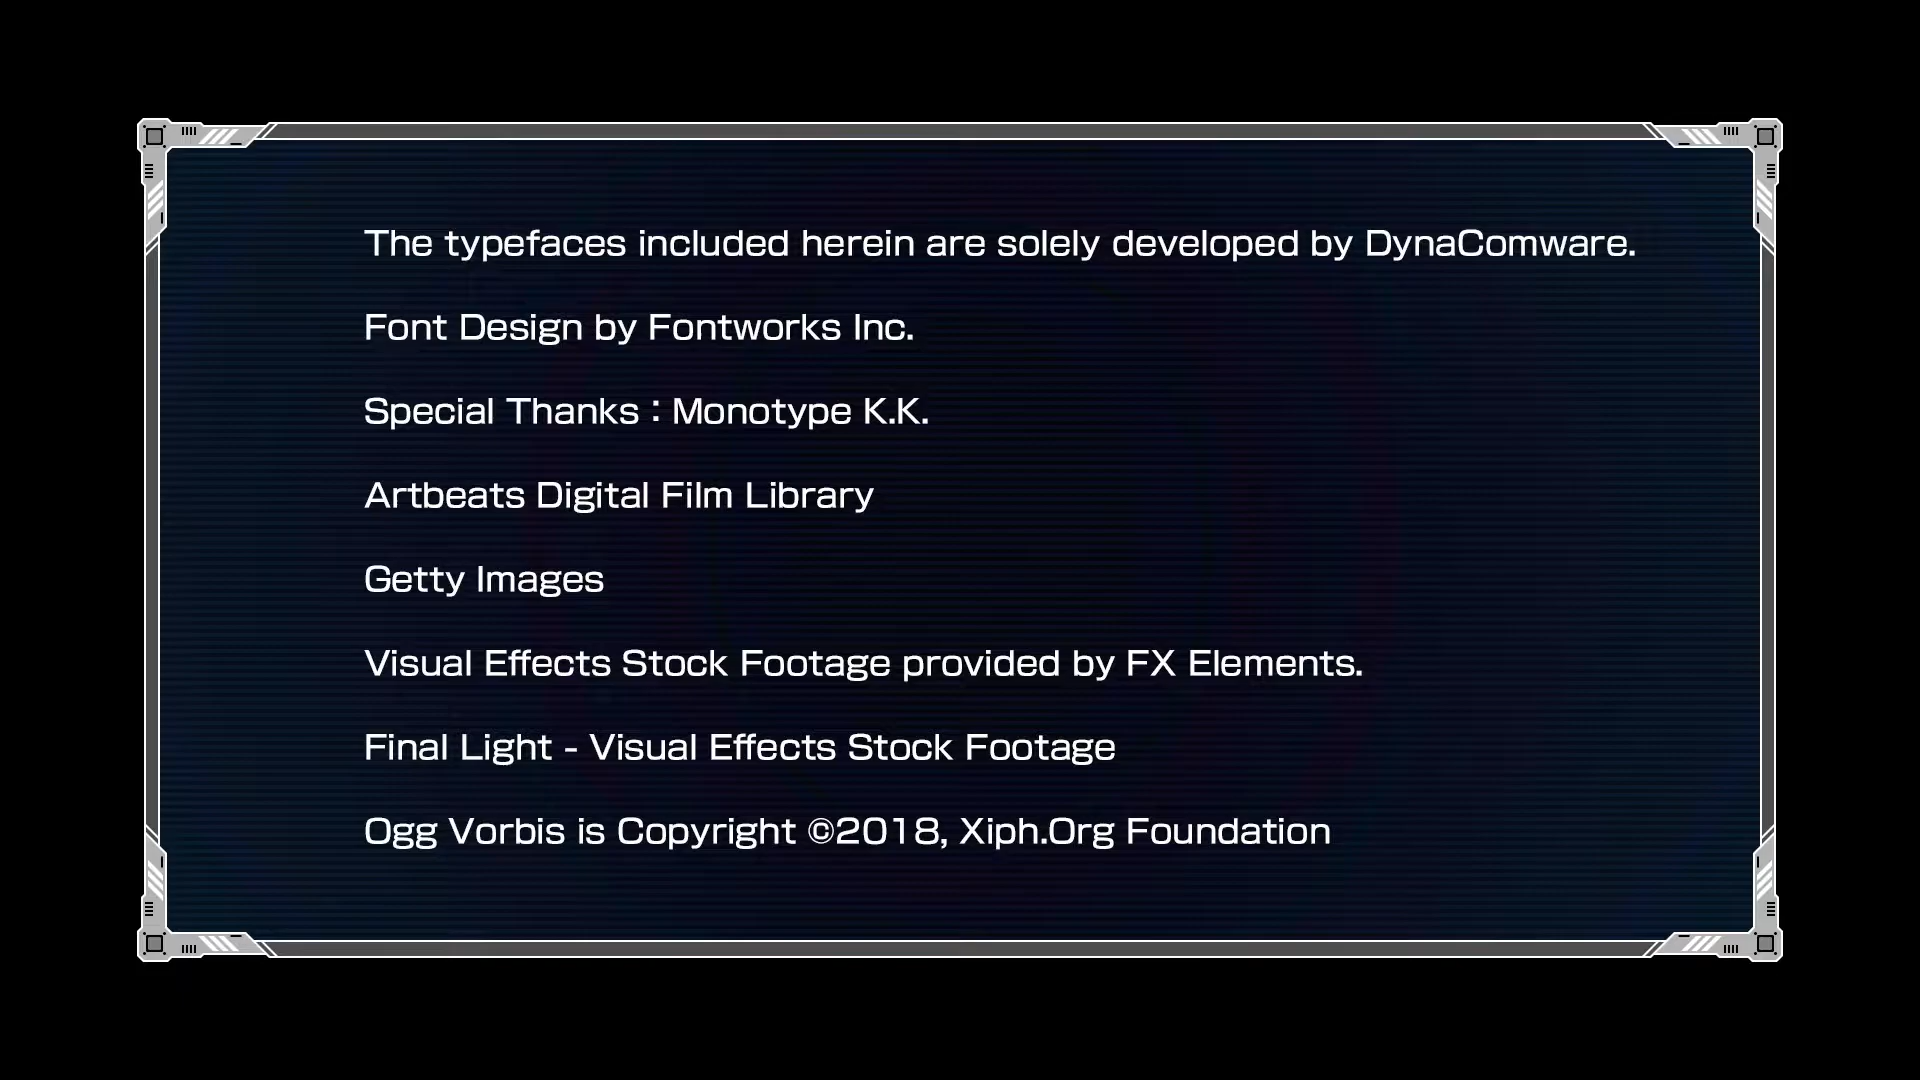 The typefaces included herein are solely developed by DynaComware.
Font Design by Fontworks Inc.
Special Thanks : Monotype K.K.
Artbeats Digital Film Library
Getty Images
Visual Effects Stock Footage provided by FX Elements.
Final Light - Visual Effects Stock Footage
Ogg Vorbis is Copyright ©2018, Xiph.Org Foundation